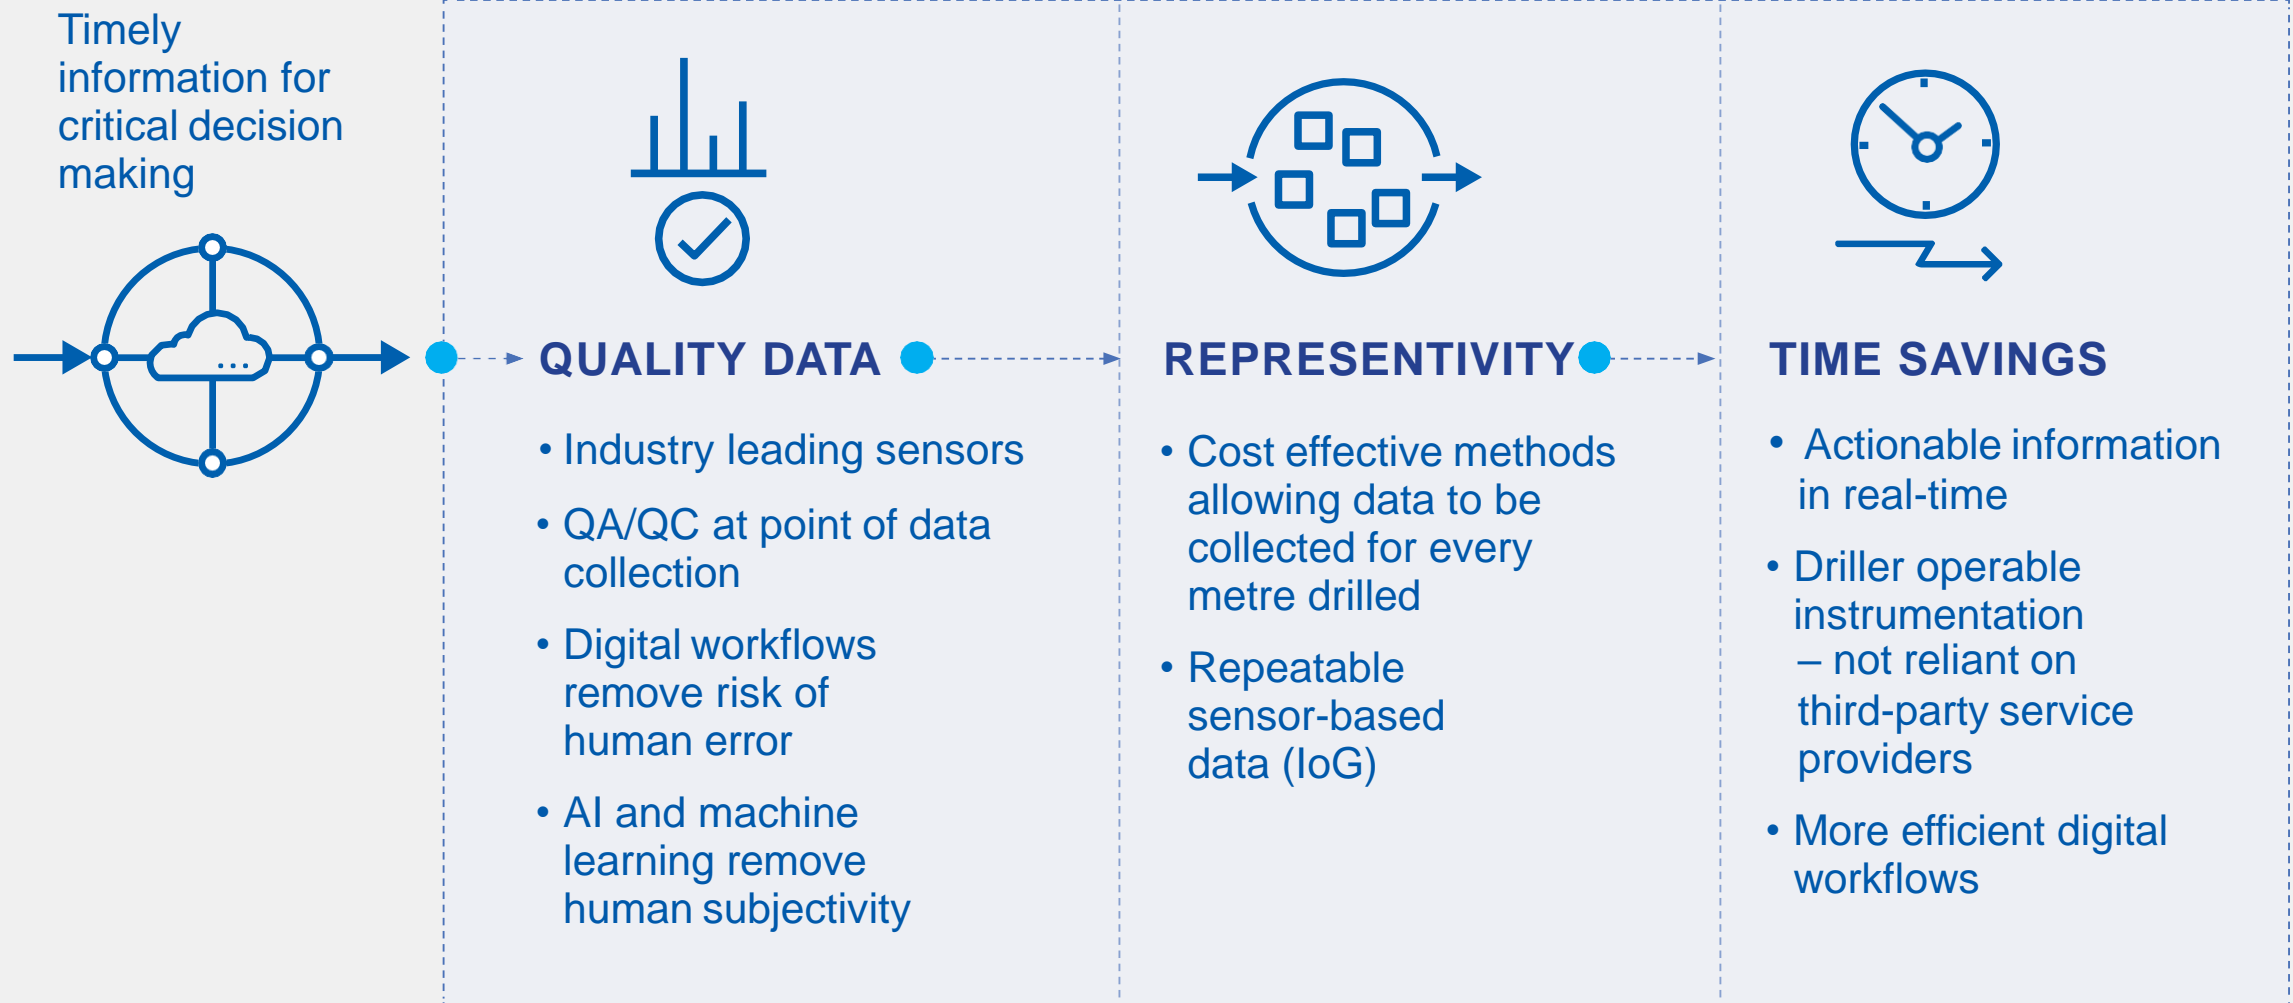 Timely
information for
critical decision
making
QUALITY DATA
• Industry leading sensors
• QA/QC at point of data
collection
• Digital workflows
remove risk of
human error
• AI and machine
learning remove
human subjectivity
REPRESENTIVITY
• Cost effective methods
allowing data to be
collected for every
metre drilled
• Repeatable
sensor-based
data (IoG)
TIME SAVINGS
• Actionable information
in real-time
• Driller operable
instrumentation
– not reliant on
third-party service
providers
• More efficient digital
workflows